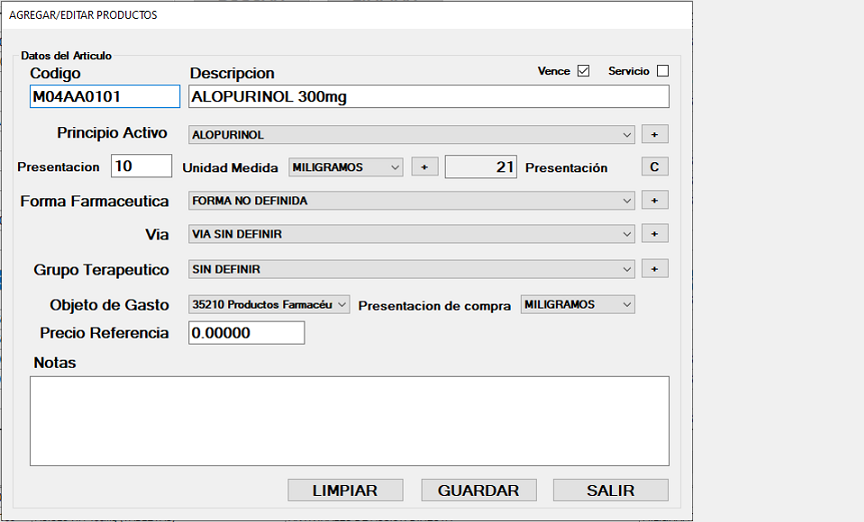 AGREGAR/EDITAR PRODUCTOS
Datos del Articulo
Codigo Descripcion Vence Servicio
M04AA0101 ALOPURINOL 300mg
Principio Activo ALOPURINOL +
Presentacion 10 Unidad Medida MILIGRAMOS + 21 Presentación C
Forma Farmaceutica FORMA NO DEFINIDA +
Via VIA SIN DEFINIR +
Grupo Terapeutico SIN DEFINIR +
Objeto de Gasto 35210 Productos Farmacéu Presentacion de compra MILIGRAMOS
Precio Referencia 0.00000
Notas
LIMPIAR GUARDAR SALIR